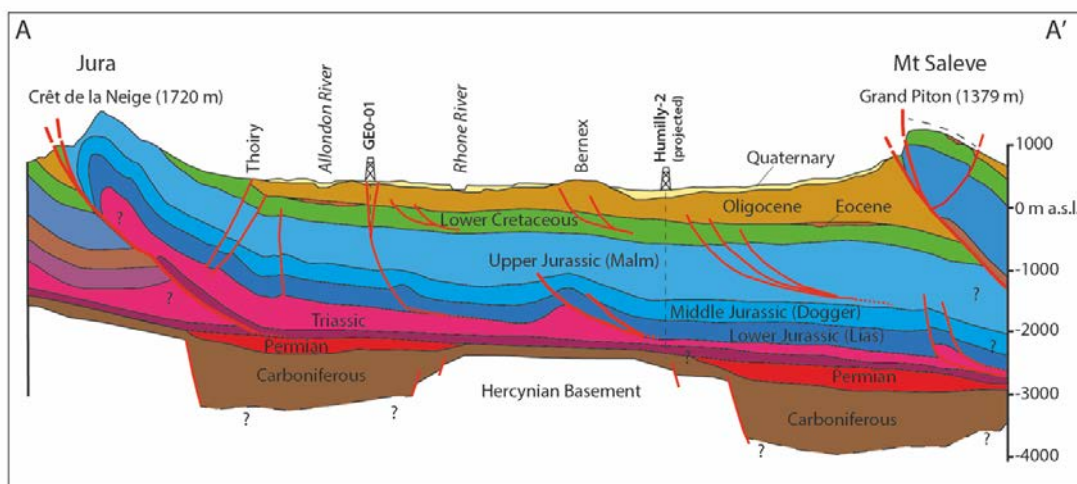 A
A'
Jura
Mt Saleve
Crêt de la Neige (1720 m)
Grand Piton (1379 m)
Thoiry
Allondon River
GE0-01
Rhone River
Bernex
Humilly-2
(projected)
Quaternary
1000
Oligocene
Eocene
0 m a.s.l.
Lower Cretaceous
?
Upper Jurassic (Malm)
-1000
?
?
Middle Jurassic (Dogger)
Triassic
Lower Jurassic (Lias)
?
-2000
Permian
?
Carboniferous
Permian
Hercynian Basement
-3000
Carboniferous
?
?
?
?
-4000